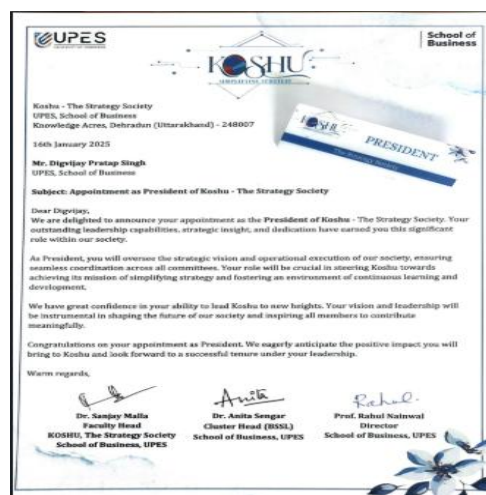 UPES
School of
Business
KOSHU
Koshu - The Strategy Society
UPES, School of Business
Knowledge Acres, Dehradun (Uttarakhand) - 248007
16th January 2025
KOSHU
PRESIDENT
The Strategy Society
Mr. Digvijay Pratap Singh
UPES, School of Business
Subject: Appointment as President of Koshu - The Strategy Society
Dear Digvijay,
We are delighted to announce your appointment as the President of Koshu - The Strategy Society. Your
outstanding leadership capabilities, strategic insight, and dedication have earned you this significant
role within our society.
As President, you will oversee the strategic vision and operational execution of our society, ensuring
seamless coordination across all committees. Your role will be crucial in steering Koshu towards
achieving its mission of simplifying strategy and fostering an environment of continuous learning and
development.
We have great confidence in your ability to lead Koshu to new heights. Your vision and leadership will
be instrumental in shaping the future of our society and inspiring all members to contribute
meaningfully.
Congratulations on your appointment as President. We eagerly anticipate the positive impact you will
bring to Koshu and look forward to a successful tenure under your leadership.
Warm regards,
Anita
Rahul
Dr. Sanjay Malla
Faculty Head
KOSHU, The Strategy Society
School of Business, UPES
Dr. Anita Sengar
Cluster Head (BSSL)
School of Business, UPES
Prof. Rahul Nainwal
Director
School of Business, UPES